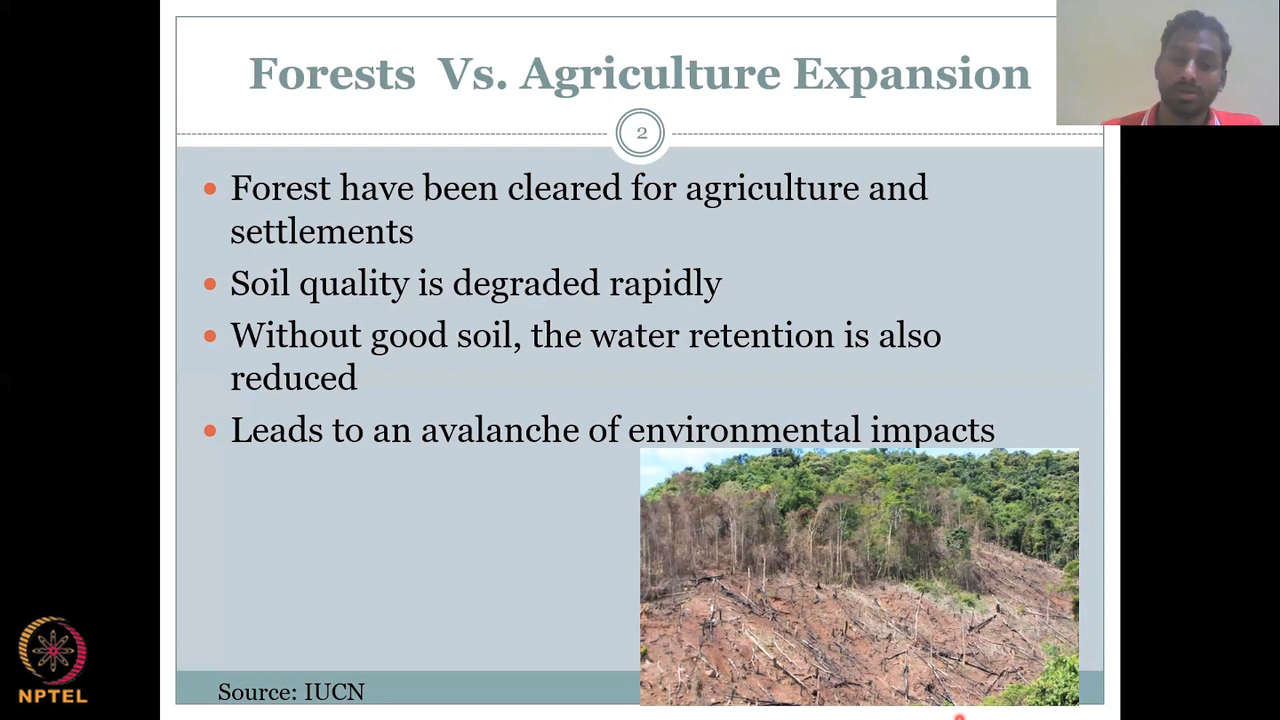 Forests Vs. Agriculture Expansion
2
Forest have been cleared for agriculture and
settlements
Soil quality is degraded rapidly
Without good soil, the water retention is also
reduced
Leads to an avalanche of environmental impacts
Source: IUCN
NPTEL